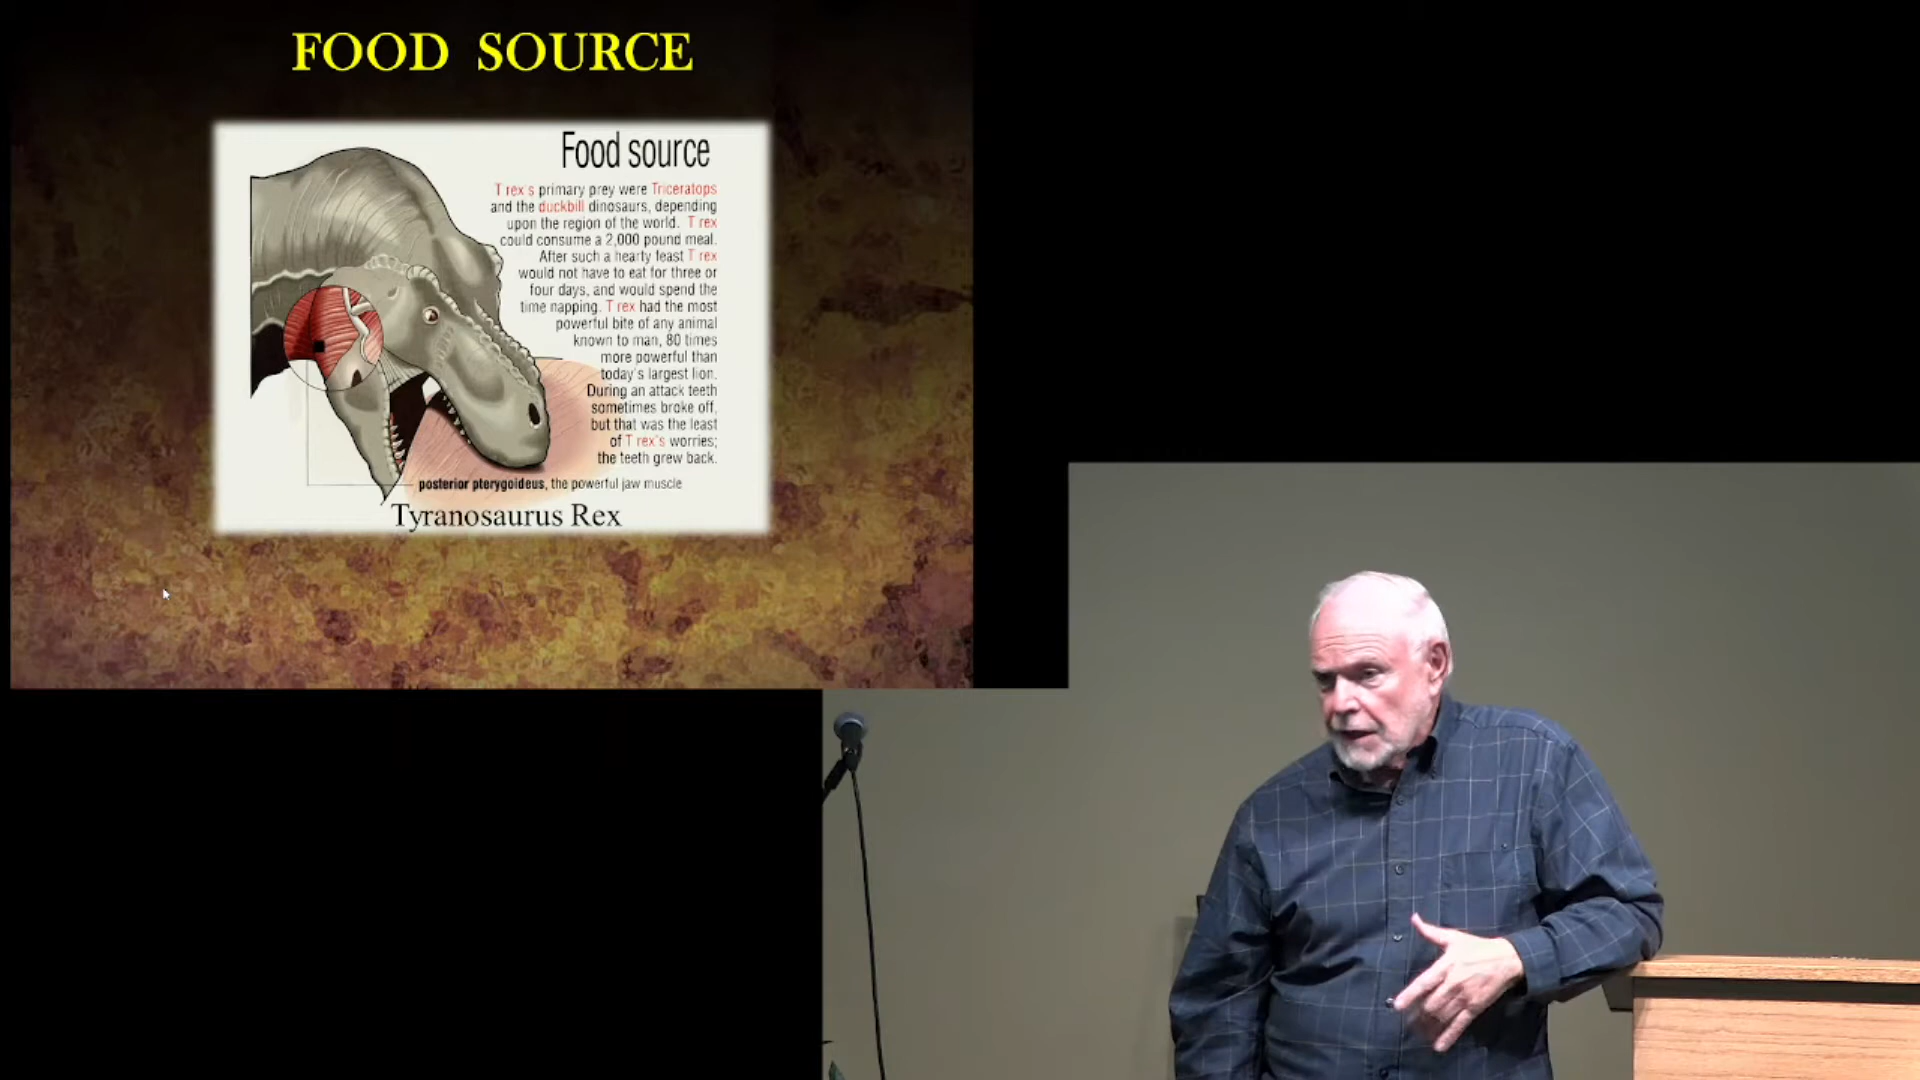 FOOD SOURCE
Food source
T rex's primary prey were Triceratops
and the duckbill dinosaurs, depending
upon the region of the world. T rex
could consume a 2,000 pound meal.
After such a hearty feast T rex
would not have to eat for three or
four days, and would spend the
time napping. T rex had the most
powerful bite of any animal
known to man, 80 times
more powerful than
today's largest lion.
During an attack teeth
sometimes broke off,
but that was the least
of T rex's worries;
the teeth grew back.
posterior pterygoideus, the powerful jaw muscle
Tyranosaurus Rex